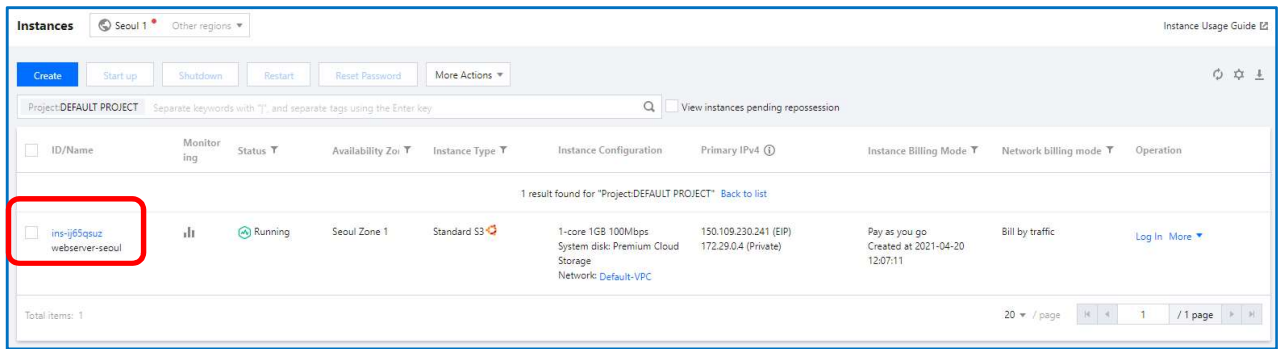 Instances Seoul 1 Other regions Instance Usage Guide
Create Start up Shutdown Restart Reset Password More Actions
Project:DEFAULT PROJECT Separate keywords with "|", and separate tags using the Enter key View instances pending repossession
ID/Name Monitoring Status Availability Zor Instance Type Instance Configuration Primary IPv4 Instance Billing Mode Network billing mode Operation
1 result found for "Project:DEFAULT PROJECT" Back to list
ins-ij65qsuz
webserver-seoul
Running
Seoul Zone 1
Standard S3
1-core 1GB 100Mbps
System disk: Premium Cloud
Storage
Network: Default-VPC
150.109.230.241 (EIP)
172.29.0.4 (Private)
Pay as you go
Created at 2021-04-20
12:07:11
Bill by traffic
Log In More
Total items: 1 20 / page 1 / 1 page